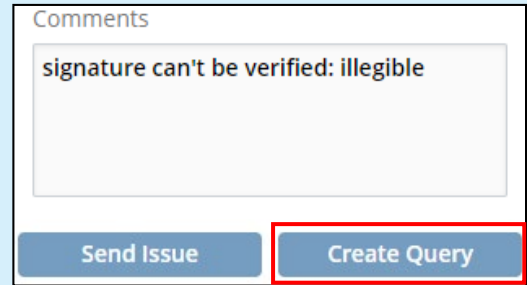 Comments
signature can't be verified: illegible
Send Issue
Create Query